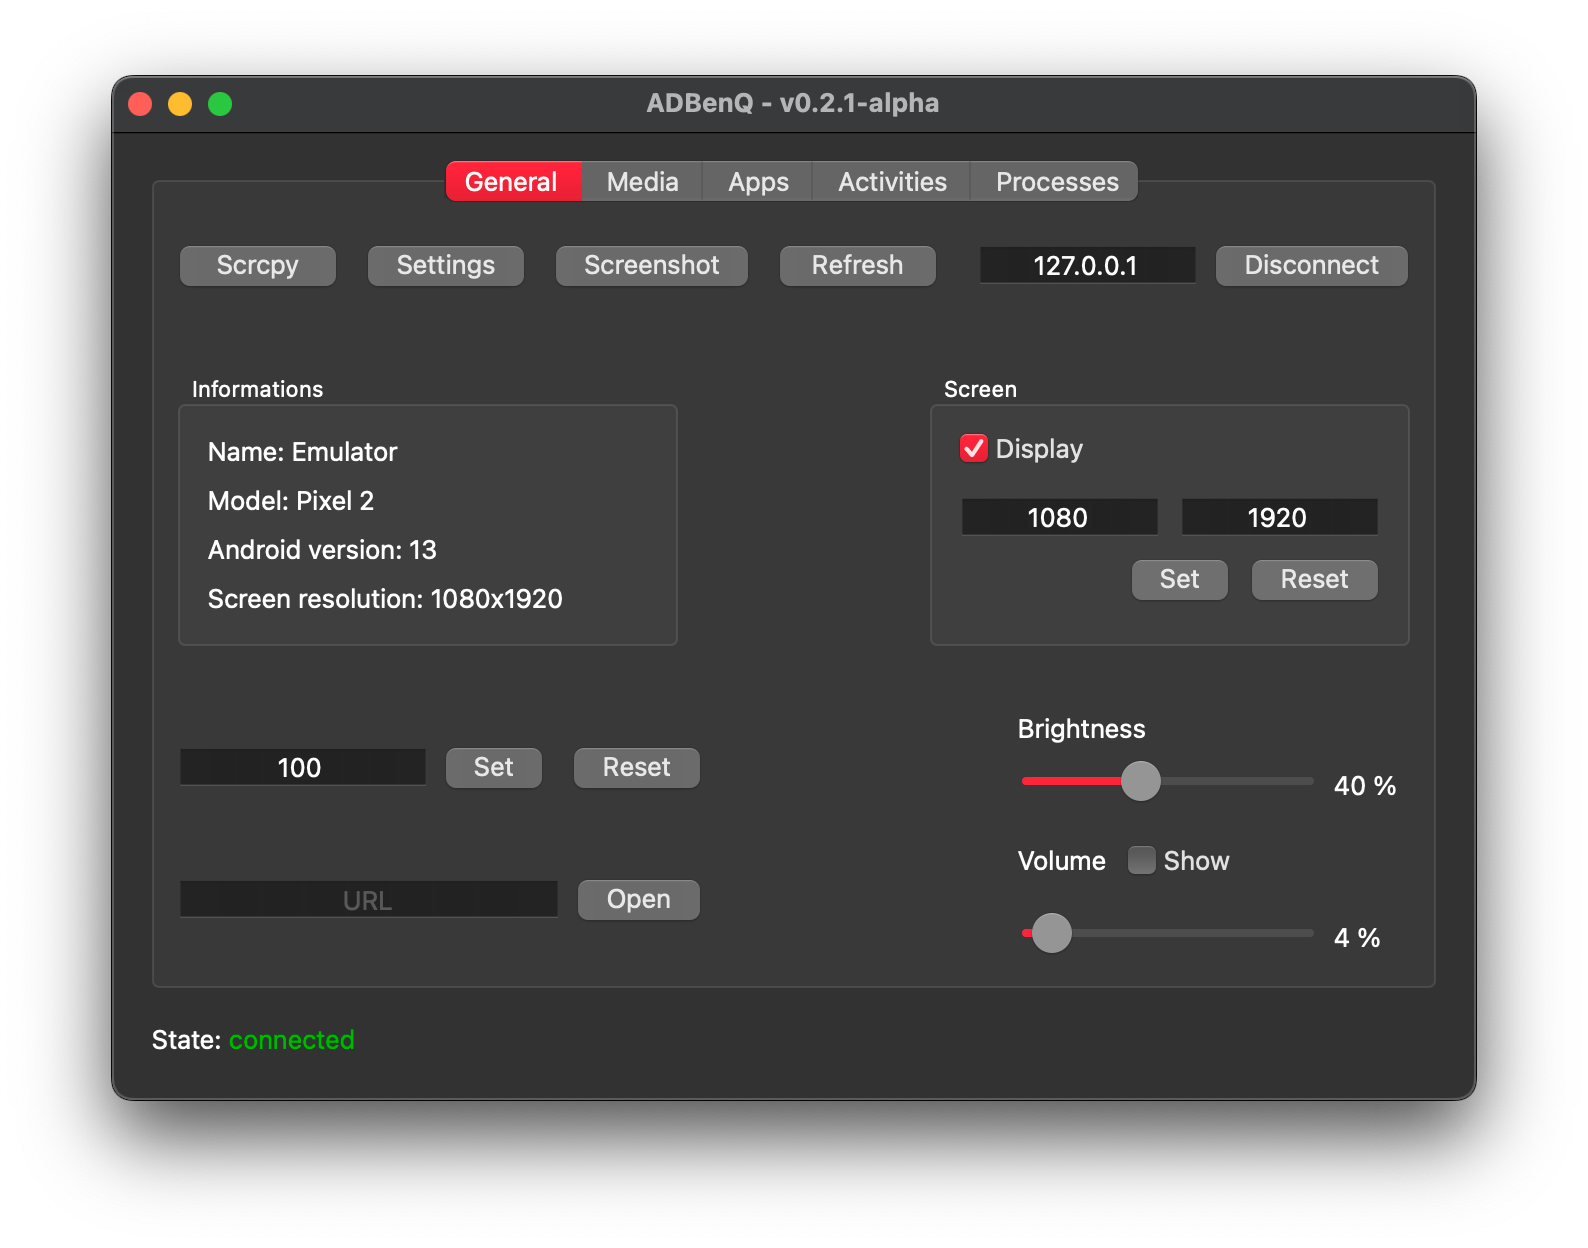 ADBenQ - v0.2.1-alpha
General Media Apps Activities Processes
Scrcpy Settings Screenshot Refresh 127.0.0.1 Disconnect
Informations
Name: Emulator
Model: Pixel 2
Android version: 13
Screen resolution: 1080x1920
Screen
Display
1080 1920
Set Reset
100 Set Reset
URL Open
Brightness
40 %
Volume Show
4 %
State: connected